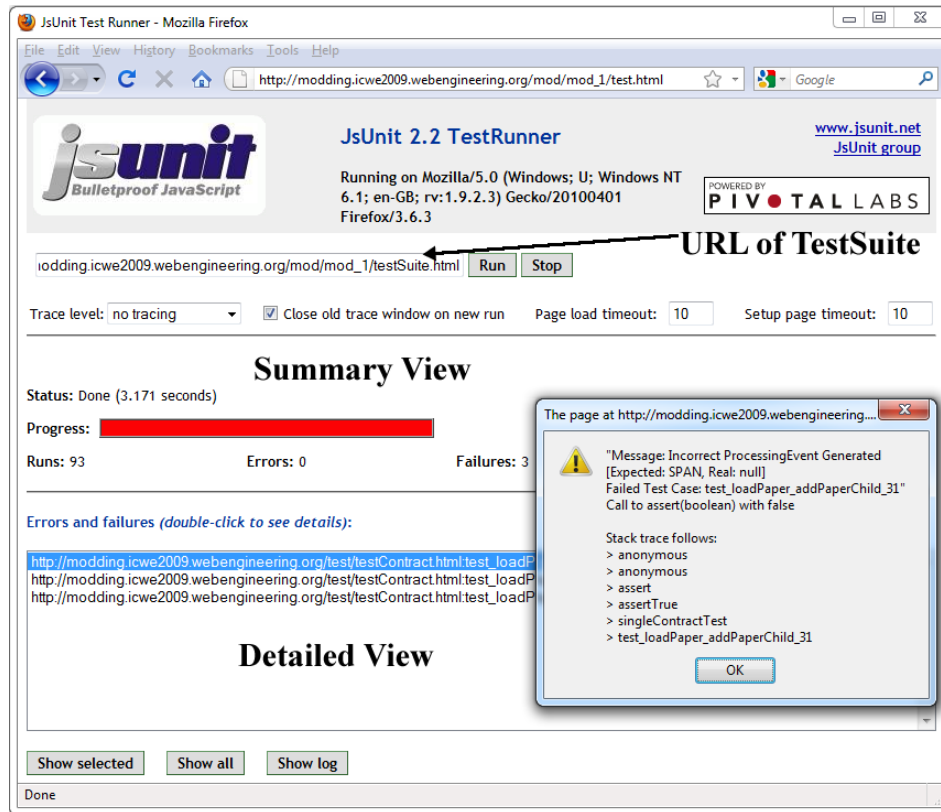 JsUnit Test Runner - Mozilla Firefox
File Edit View History Bookmarks Tools Help
http://modding.icwe2009.webengineering.org/mod/mod_1/test.html
Google
jsunit
Bulletproof JavaScript
JsUnit 2.2 TestRunner
Running on Mozilla/5.0 (Windows; U; Windows NT
6.1; en-GB; rv:1.9.2.3) Gecko/20100401
Firefox/3.6.3
www.jsunit.net
JsUnit group
POWERED BY
PIVOTAL LABS
URL of TestSuite
nodding.icwe2009.webengineering.org/mod/mod_1/testSuite.html Run Stop
Trace level: no tracing Close old trace window on new run Page load timeout: 10 Setup page timeout: 10
Summary View
Status: Done (3.171 seconds)
Progress:
Runs: 93 Errors: 0 Failures: 3
Errors and failures (double-click to see details):
http://modding.icwe2009.webengineering.org/test/testContract.html:test_loadP
http://modding.icwe2009.webengineering.org/test/testContract.html:test_loadP
http://modding.icwe2009.webengineering.org/test/testContract.html:test_loadP
Detailed View
The page at http://modding.icwe2009.webengineering....
"Message: Incorrect ProcessingEvent Generated
[Expected: SPAN, Real: null]
Failed Test Case: test_loadPaper_addPaperChild_31"
Call to assert(boolean) with false
Stack trace follows:
> anonymous
> anonymous
> assert
> assertTrue
> singleContractTest
> test_loadPaper_addPaperChild_31
OK
Show selected Show all Show log
Done